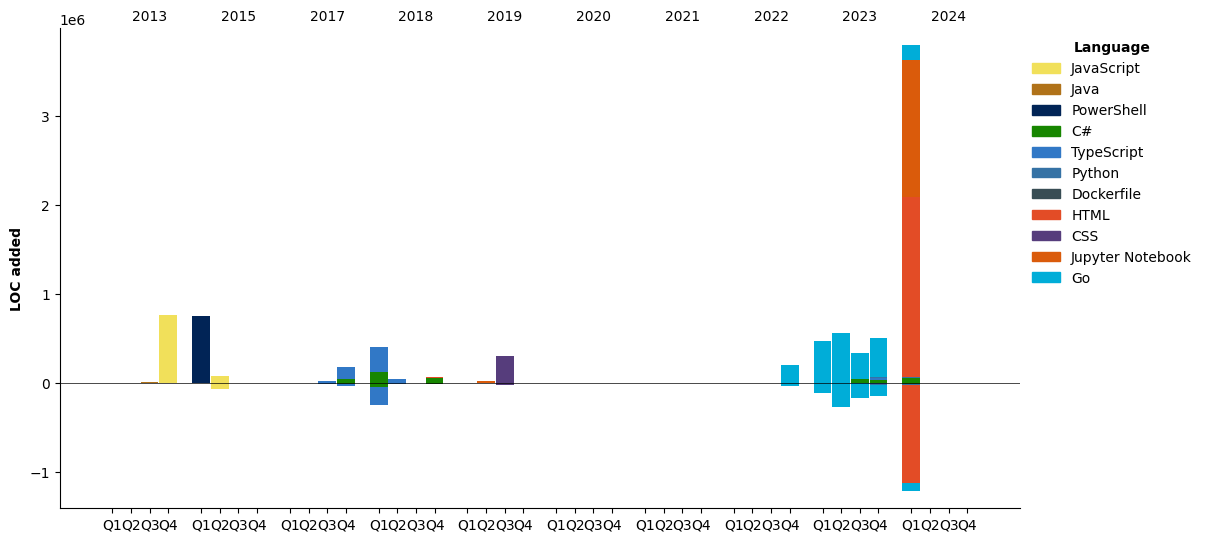 1e6
2013 2015 2017 2018 2019 2020 2021 2022 2023 2024
LOC added
3
2
1
0
−1
Q1Q2Q3Q4 Q1Q2Q3Q4 Q1Q2Q3Q4 Q1Q2Q3Q4 Q1Q2Q3Q4 Q1Q2Q3Q4 Q1Q2Q3Q4 Q1Q2Q3Q4 Q1Q2Q3Q4 Q1Q2Q3Q4
Language
JavaScript
Java
PowerShell
C#
TypeScript
Python
Dockerfile
HTML
CSS
Jupyter Notebook
Go